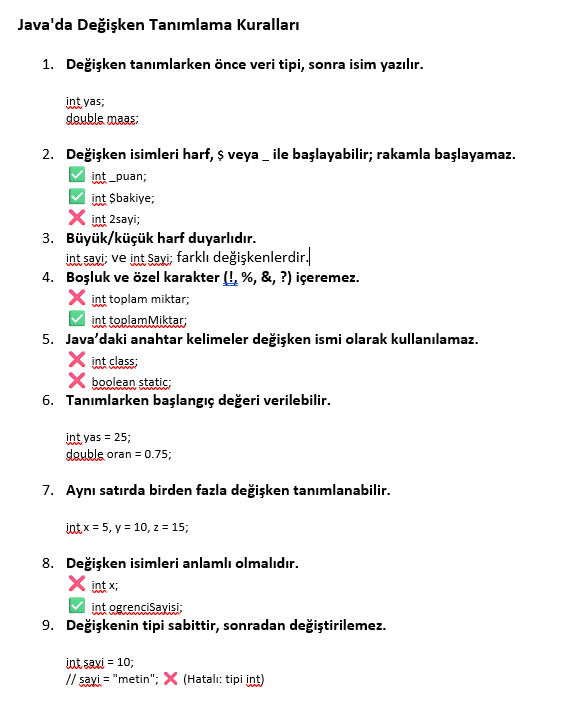 Java'da Değişken Tanımlama Kuralları
1. Değişken tanımlarken önce veri tipi, sonra isim yazılır.
int yas;
double maas;
2. Değişken isimleri harf, $ veya _ ile başlayabilir; rakamla başlayamaz.
✅ int _puan;
✅ int $bakiye;
❌ int 2sayi;
3. Büyük/küçük harf duyarlıdır.
int sayi; ve int Sayi; farklı değişkenlerdir.
4. Boşluk ve özel karakter (!, %, &, ?) içeremez.
❌ int toplam miktar;
✅ int toplamMiktar;
5. Java’daki anahtar kelimeler değişken ismi olarak kullanılamaz.
❌ int class;
❌ boolean static;
6. Tanımlarken başlangıç değeri verilebilir.
int yas = 25;
double oran = 0.75;
7. Aynı satırda birden fazla değişken tanımlanabilir.
int x = 5, y = 10, z = 15;
8. Değişken isimleri anlamlı olmalıdır.
❌ int x;
✅ int ogrenciSayisi;
9. Değişkenin tipi sabittir, sonradan değiştirilemez.
int sayi = 10;
// sayi = "metin"; ❌ (Hatalı: tipi int)